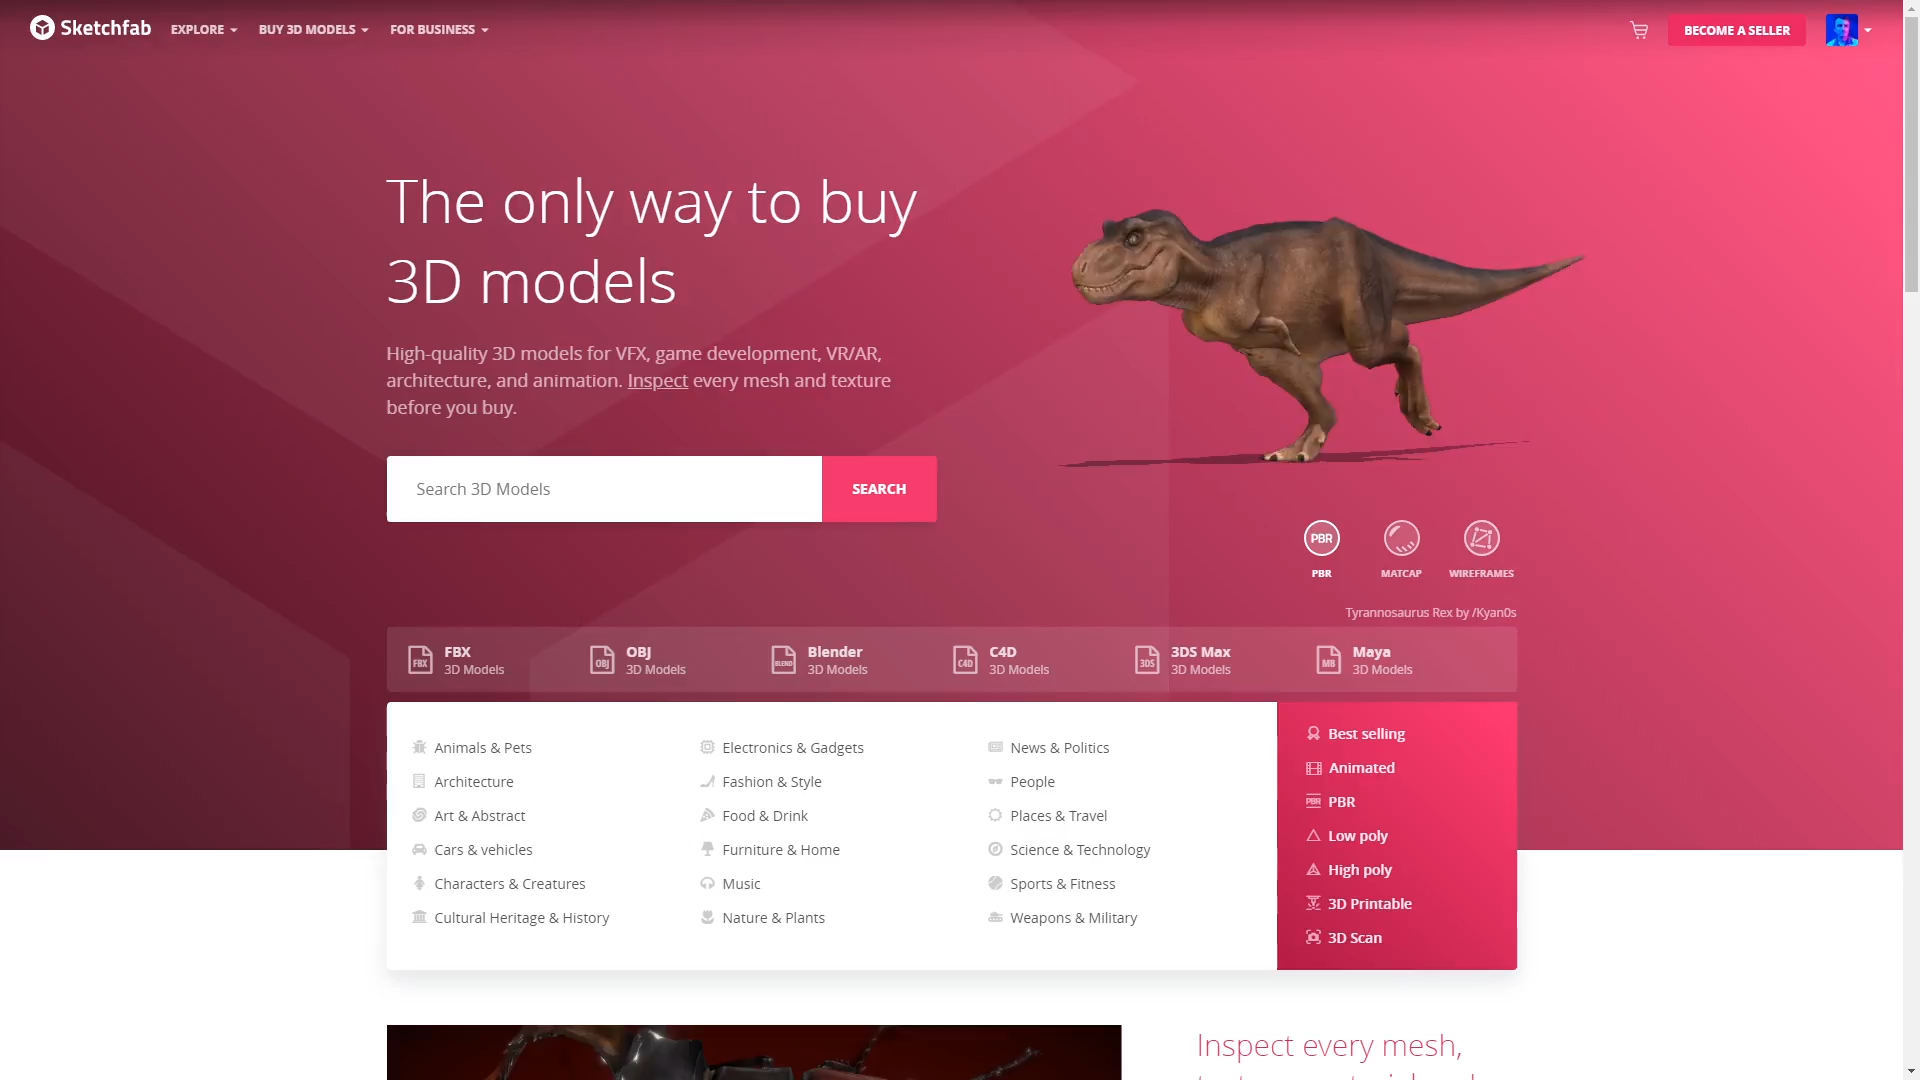 Sketchfab
EXPLORE
BUY 3D MODELS
FOR BUSINESS
BECOME A SELLER
The only way to buy
3D models
High-quality 3D models for VFX, game development, VR/AR,
architecture, and animation. Inspect every mesh and texture
before you buy.
Search 3D Models
SEARCH
PBR
MATCAP
WIREFRAMES
PBR
Tyrannosaurus Rex by /Kyan0s
FBX
FBX
3D Models
OBJ
OBJ
3D Models
BLEND
Blender
3D Models
C4D
C4D
3D Models
3DS
3DS Max
3D Models
MB
Maya
3D Models
Animals & Pets
Architecture
Art & Abstract
Cars & vehicles
Characters & Creatures
Cultural Heritage & History
Electronics & Gadgets
Fashion & Style
Food & Drink
Furniture & Home
Music
Nature & Plants
News & Politics
People
Places & Travel
Science & Technology
Sports & Fitness
Weapons & Military
Best selling
Animated
PBR
PBR
Low poly
High poly
3D Printable
3D Scan
Inspect every mesh,